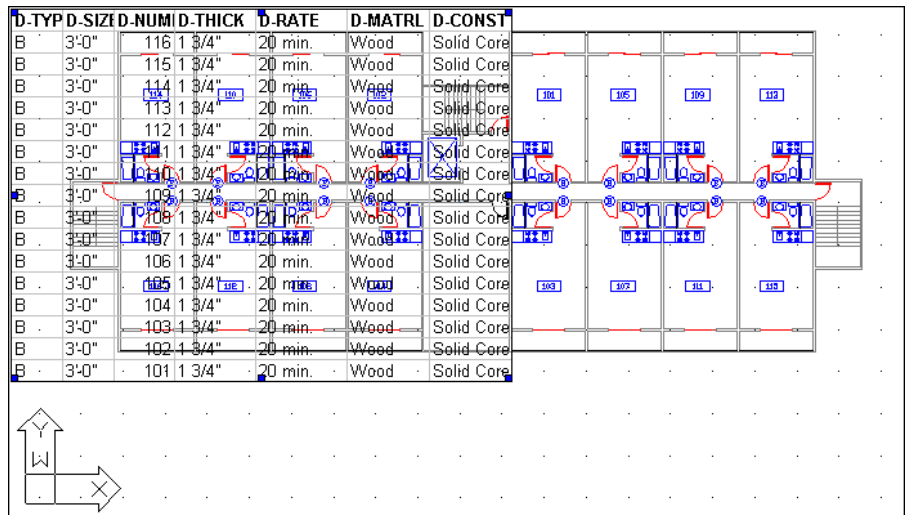 D-TYP D-SIZE D-NUM D-THICK D-RATE D-MATRL D-CONST
B 3'-0" 116 1 3/4" 20 min. Wood Solid Core
B 3'-0" 115 1 3/4" 20 min. Wood Solid Core
B 3'-0" 114 1 3/4" 20 min. Wood Solid Core
101 105 109 113
B 3'-0" 113 1 3/4" 20 min. Wood Solid Core
B 3'-0" 112 1 3/4" 20 min. Wood Solid Core
B 3'-0" 111 1 3/4" 20 min. Wood Solid Core
B 3'-0" 110 1 3/4" 20 min. Wood Solid Core
B 3'-0" 109 1 3/4" 20 min. Wood Solid Core
B 3'-0" 108 1 3/4" 20 min. Wood Solid Core
B 3'-0" 107 1 3/4" 20 min. Wood Solid Core
B 3'-0" 106 1 3/4" 20 min. Wood Solid Core
B 3'-0" 105 1 3/4" 20 min. Wood Solid Core
103 107 111 115
B 3'-0" 104 1 3/4" 20 min. Wood Solid Core
B 3'-0" 103 1 3/4" 20 min. Wood Solid Core
B 3'-0" 102 1 3/4" 20 min. Wood Solid Core
B 3'-0" 101 1 3/4" 20 min. Wood Solid Core
Y
W
X